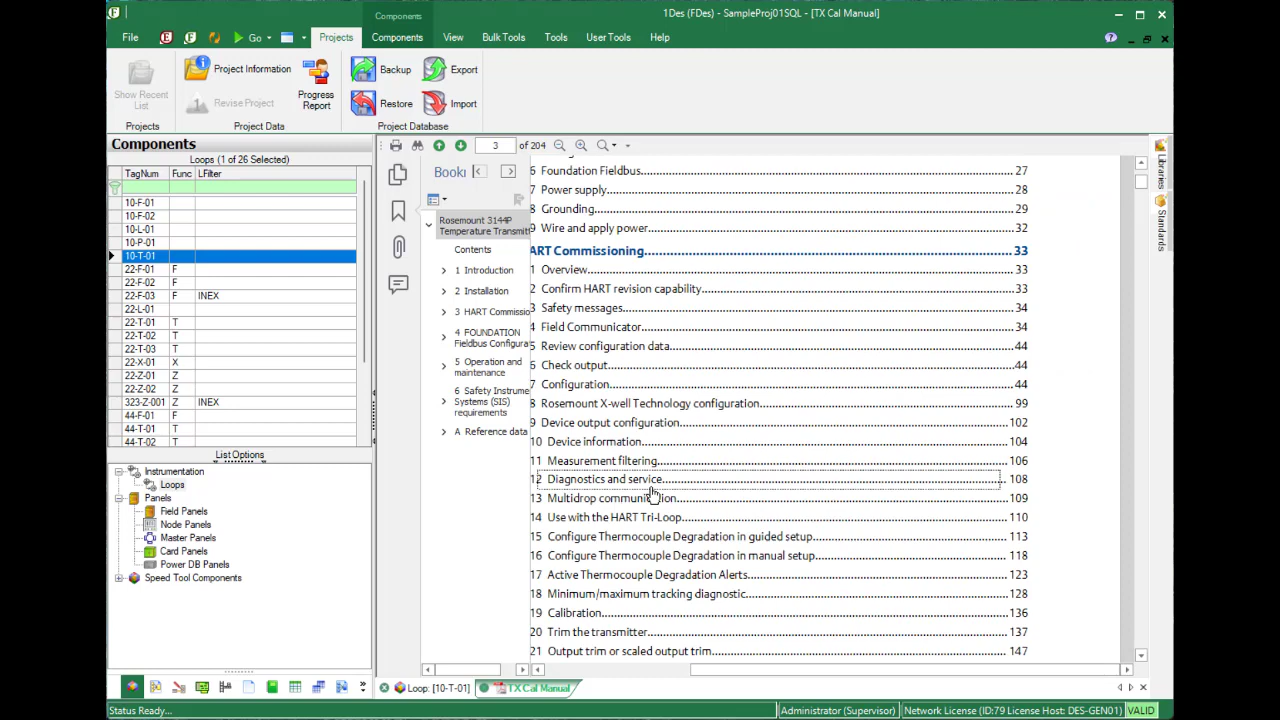 Components
1Des (FDes) - SampleProj01SQL - [TX Cal Manual]
File
Go
Projects
Components
View
Bulk Tools
Tools
User Tools
Help
Show Recent
List
Project Information
Revise Project
Progress
Report
Backup
Export
Restore
Import
Projects
Project Data
Project Database
Components
Loops (1 of 26 Selected)
TagNum Func LFilter
10-F-01
10-F-02
10-L-01
10-P-01
10-T-01
22-F-01 F
22-F-02 F
22-F-03 F INEX
22-L-01
22-T-01 T
22-T-02 T
22-T-03 T
22-X-01 X
22-Z-01 Z
22-Z-02 Z
323-Z-001 Z INEX
44-F-01 F
44-T-01 T
44-T-02 T
List Options
Instrumentation
Loops
Panels
Field Panels
Node Panels
Master Panels
Card Panels
Power DB Panels
Speed Tool Components
3 of 204
Book
Rosemount 3144P
Temperature Transmit
Contents
1 Introduction
2 Installation
3 HART Commissio
4 FOUNDATION
Fieldbus Configura
5 Operation and
maintenance
6 Safety Instrume
Systems (SIS)
requirements
A Reference data
6 Foundation Fieldbus 27
7 Power supply 28
8 Grounding 29
9 Wire and apply power 32
ART Commissioning 33
1 Overview 33
2 Confirm HART revision capability 33
3 Safety messages 34
4 Field Communicator 34
5 Review configuration data 44
6 Check output 44
7 Configuration 44
8 Rosemount X-well Technology configuration 99
9 Device output configuration 102
10 Device information 104
11 Measurement filtering 106
12 Diagnostics and service 108
13 Multidrop communication 109
14 Use with the HART Tri-Loop 110
15 Configure Thermocouple Degradation in guided setup 113
16 Configure Thermocouple Degradation in manual setup 118
17 Active Thermocouple Degradation Alerts 123
18 Minimum/maximum tracking diagnostic 128
19 Calibration 136
20 Trim the transmitter 137
21 Output trim or scaled output trim 147
Libraries
Standards
Loop: [10-T-01]
TX Cal Manual
Status Ready...
Administrator (Supervisor)
Network License (ID:79 License Host: DES-GEN01)
VALID